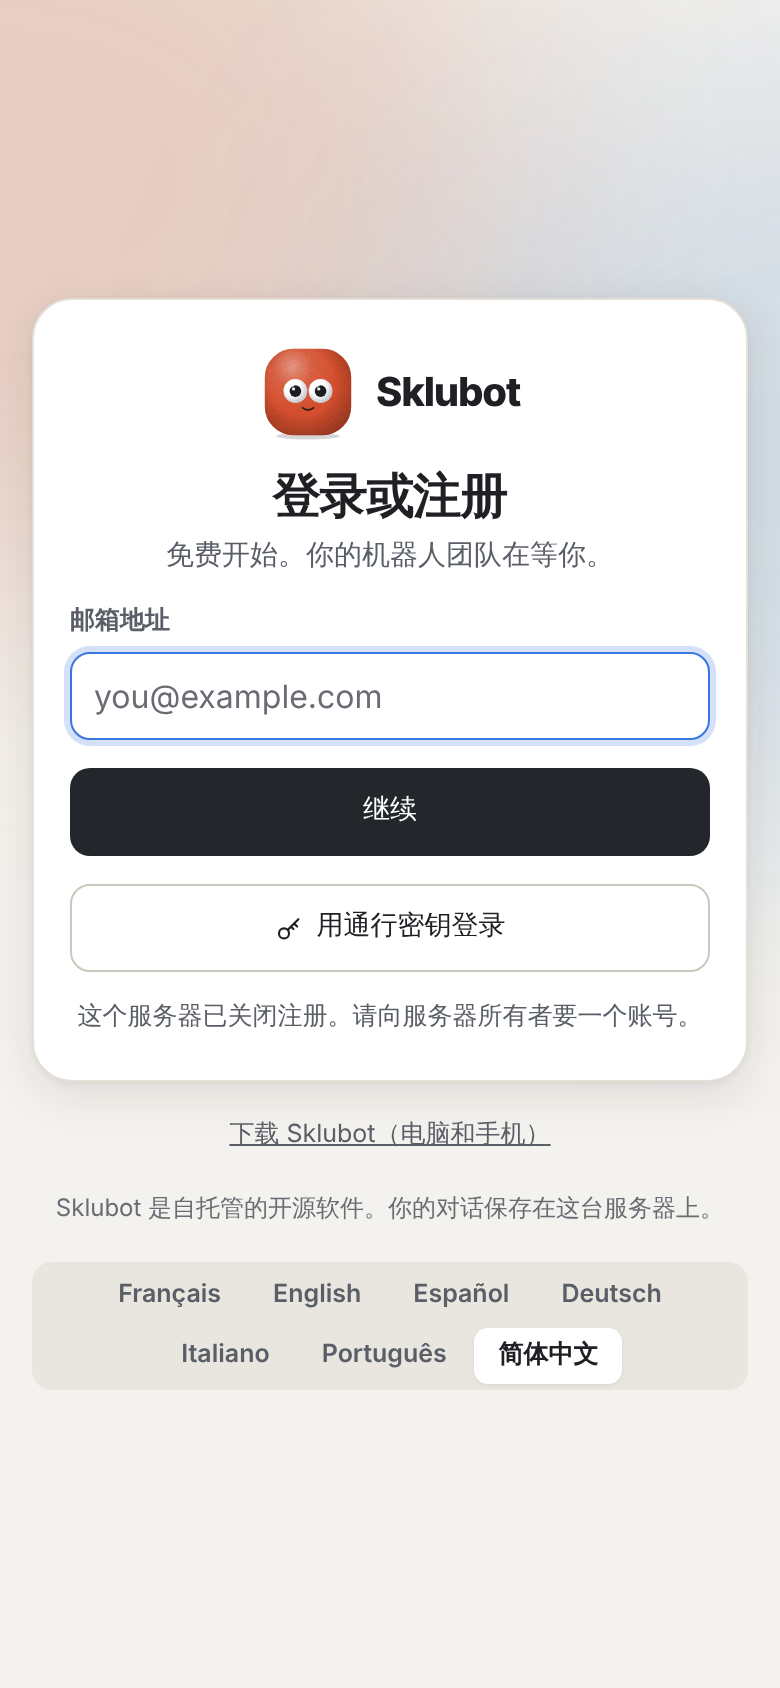 Sklubot
登录或注册
免费开始。你的机器人团队在等你。
邮箱地址
you@example.com
继续
用通行密钥登录
这个服务器已关闭注册。请向服务器所有者要一个账号。
下载 Sklubot（电脑和手机）
Sklubot 是自托管的开源软件。你的对话保存在这台服务器上。
Français English Español Deutsch
Italiano Português 简体中文